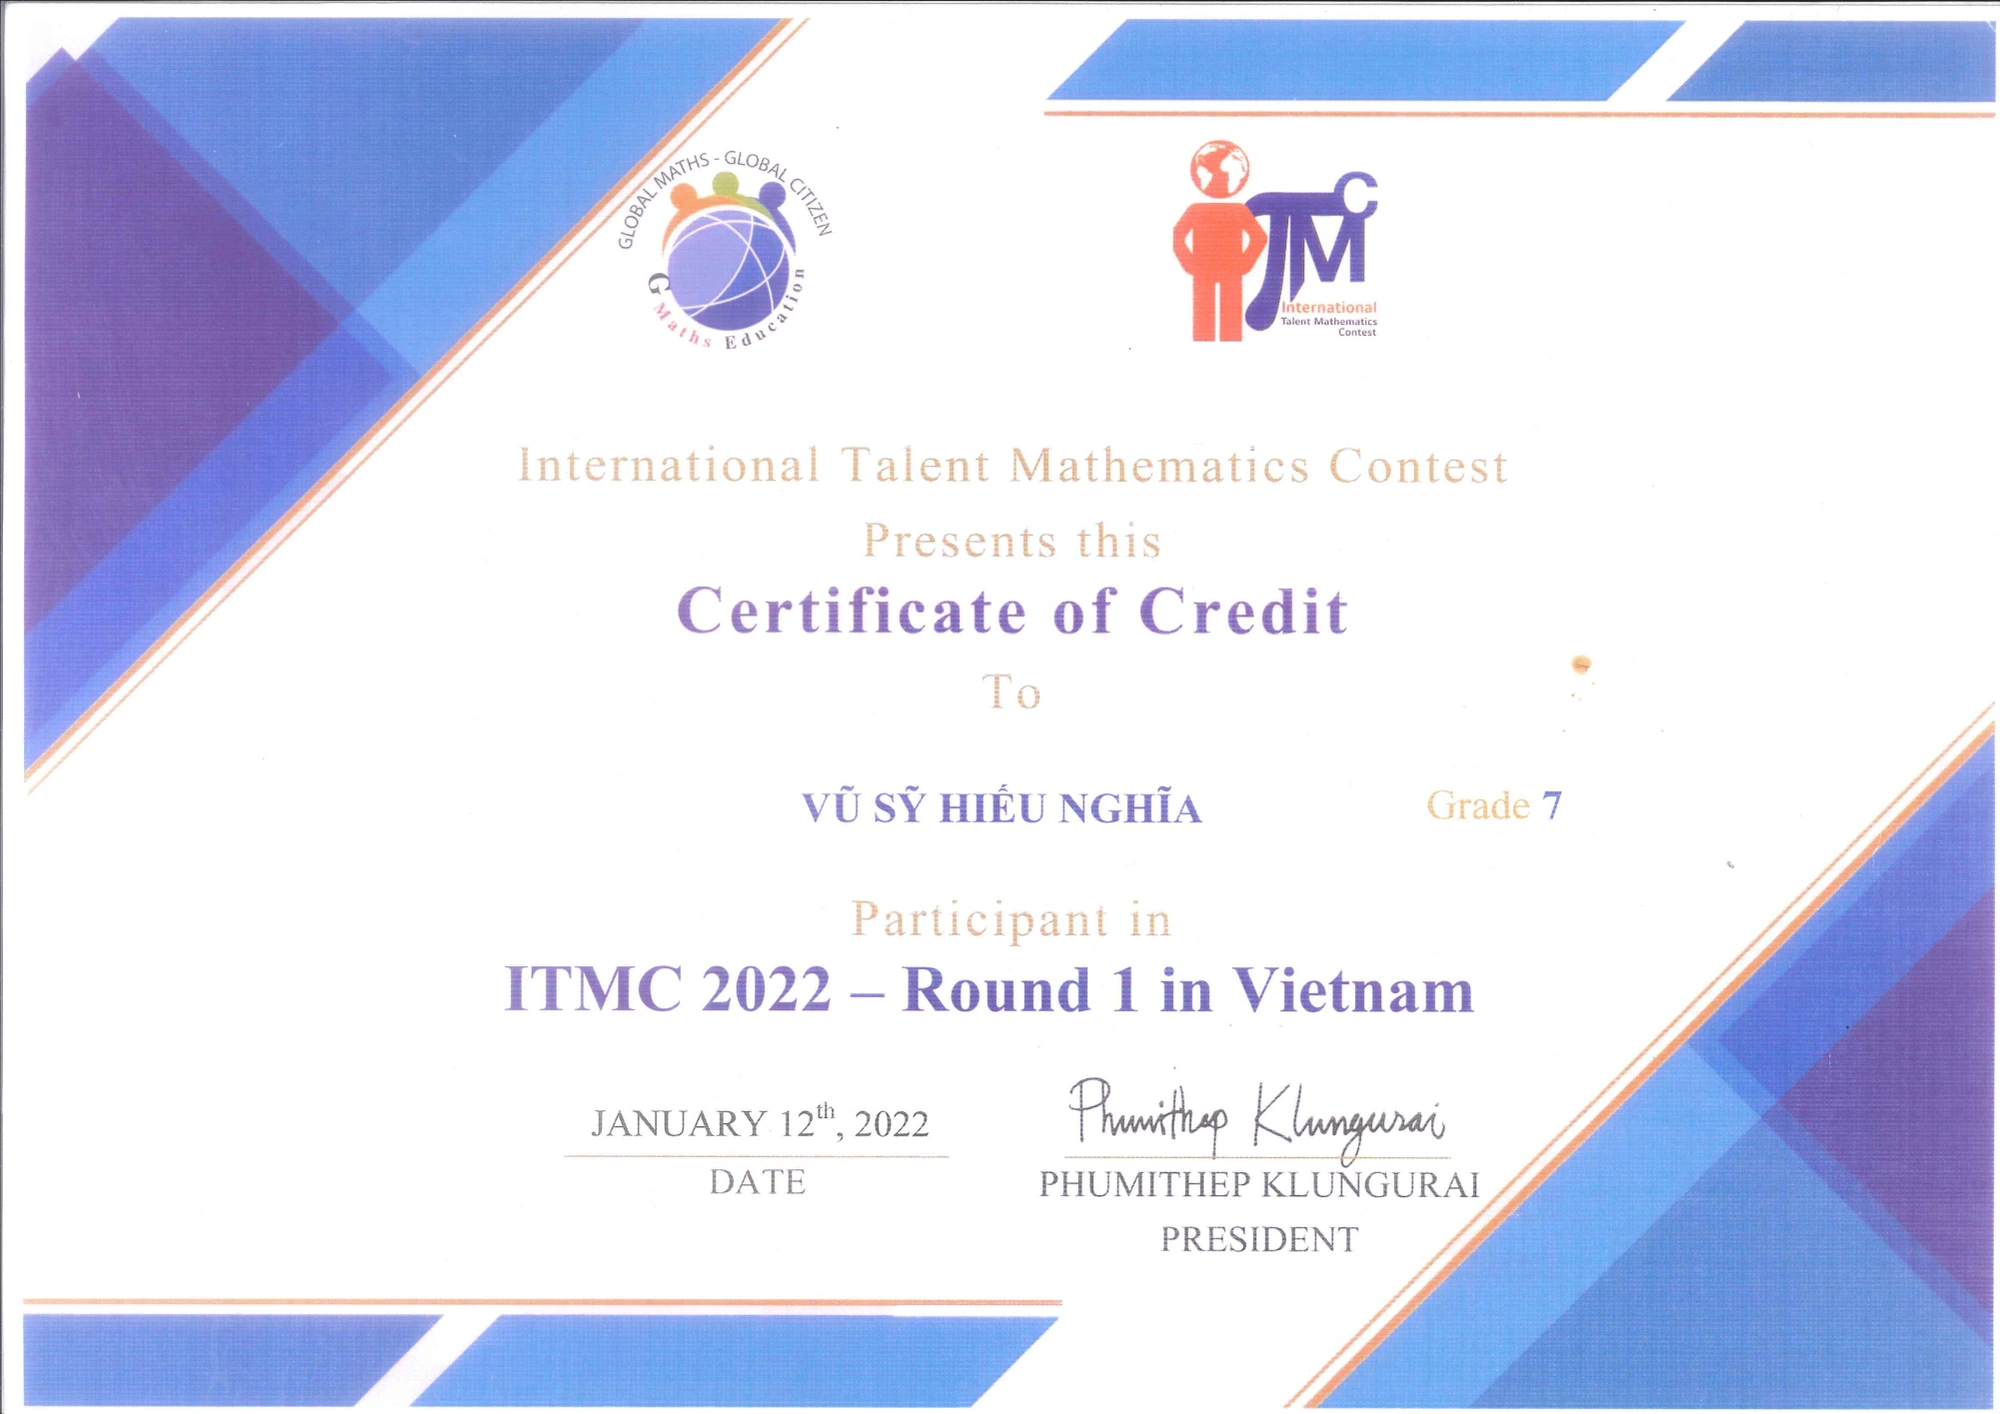 GLOBAL MATHS - GLOBAL CITIZEN
G Maths Education
ITMC
International
Talent Mathematics
Contest
International Talent Mathematics Contest
Presents this
Certificate of Credit
To
VŨ SỸ HIẾU NGHĨA Grade 7
Participant in
ITMC 2022 – Round 1 in Vietnam
JANUARY 12th, 2022
DATE
Phumithep Klungurai
PHUMITHEP KLUNGURAI
PRESIDENT